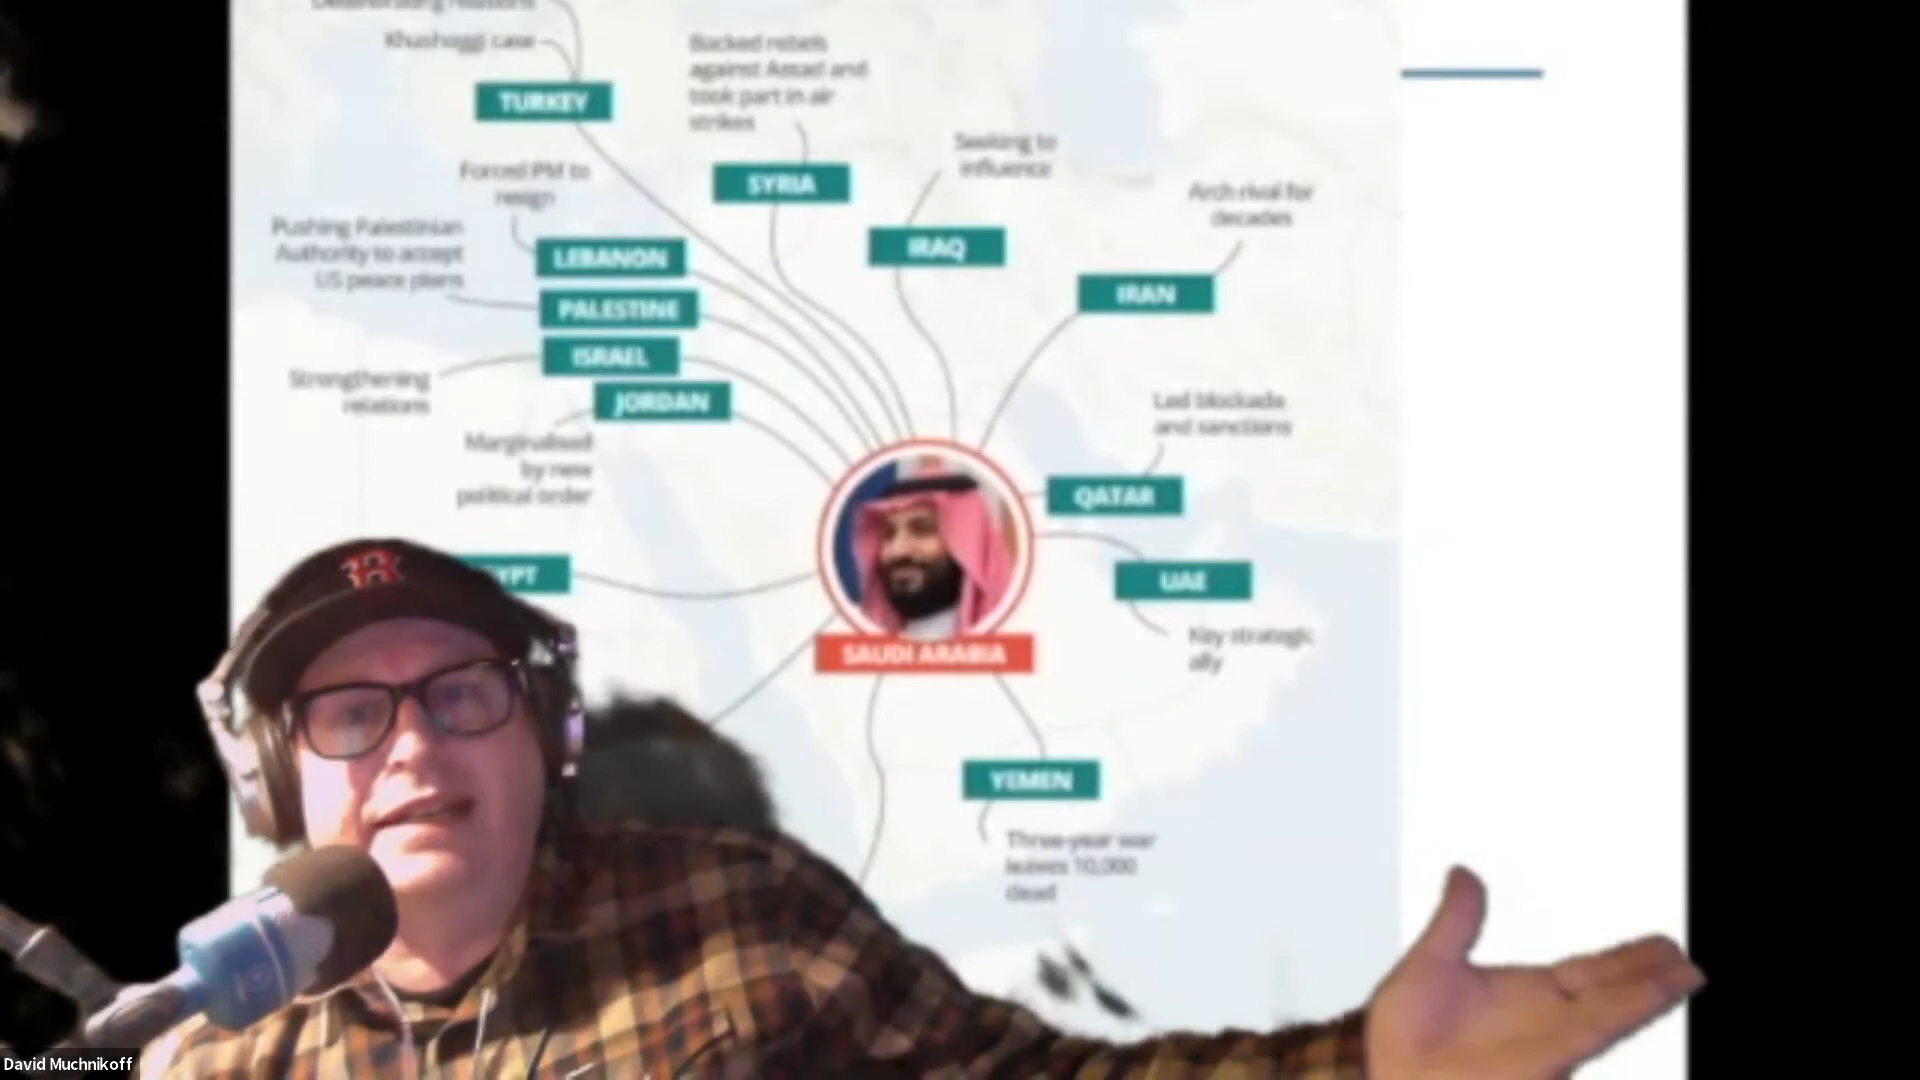 Deteriorating relations
Khashoggi case
TURKEY
Backed rebels
against Assad and
took part in air
strikes
SYRIA
Seeking to
influence
IRAQ
Arch rival for
decades
IRAN
Forced PM to
resign
LEBANON
Pushing Palestinian
Authority to accept
US peace plans
PALESTINE
ISRAEL
Strengthening
relations
JORDAN
Marginalised
by new
political order
Led blockade
and sanctions
QATAR
YPT
UAE
Key strategic
ally
SAUDI ARABIA
YEMEN
Three-year war
leaves 10,000
dead
B
David Muchnikoff